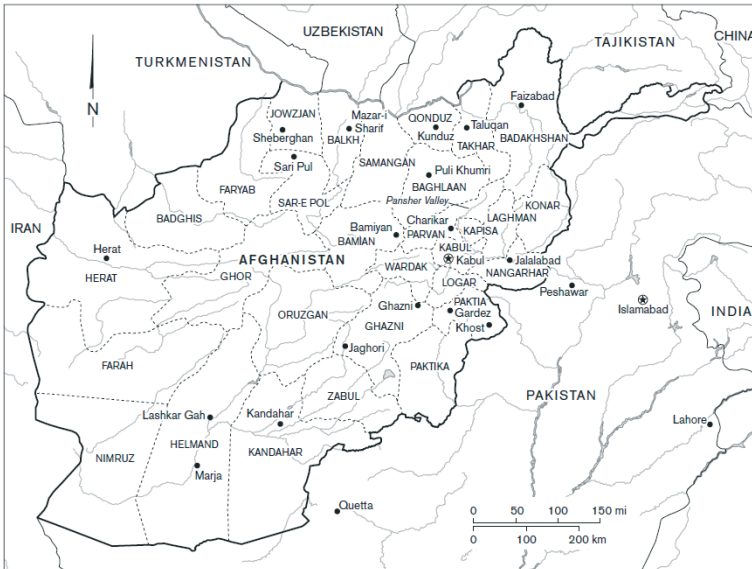 UZBEKISTAN
TAJIKISTAN
CHINA
TURKMENISTAN
N
Faizabad
JOWZJAN
Mazar-i
Sharif
QONDUZ
Kunduz
Taluqan
Sheberghan
BALKH
TAKHAR
BADAKHSHAN
Sari Pul
SAMANGAN
Puli Khumri
BAGHLAAN
FARYAB
SAR-E POL
Pansher Valley
KONAR
BADGHIS
LAGHMAN
Charikar
PARVAN
KAPISA
IRAN
Bamiyan
BAMIAN
KABUL
Kabul
Jalalabad
NANGARHAR
Herat
HERAT
AFGHANISTAN
GHOR
WARDAK
LOGAR
Peshawar
Islamabad
INDIA
ORUZGAN
Ghazni
GHAZNI
PAKTIA
Gardez
Khost
Jaghori
FARAH
PAKTIKA
PAKISTAN
ZABUL
Lashkar Gah
Kandahar
Lahore
HELMAND
KANDAHAR
NIMRUZ
Marja
Quetta
0 50 100 150 mi
0 100 200 km